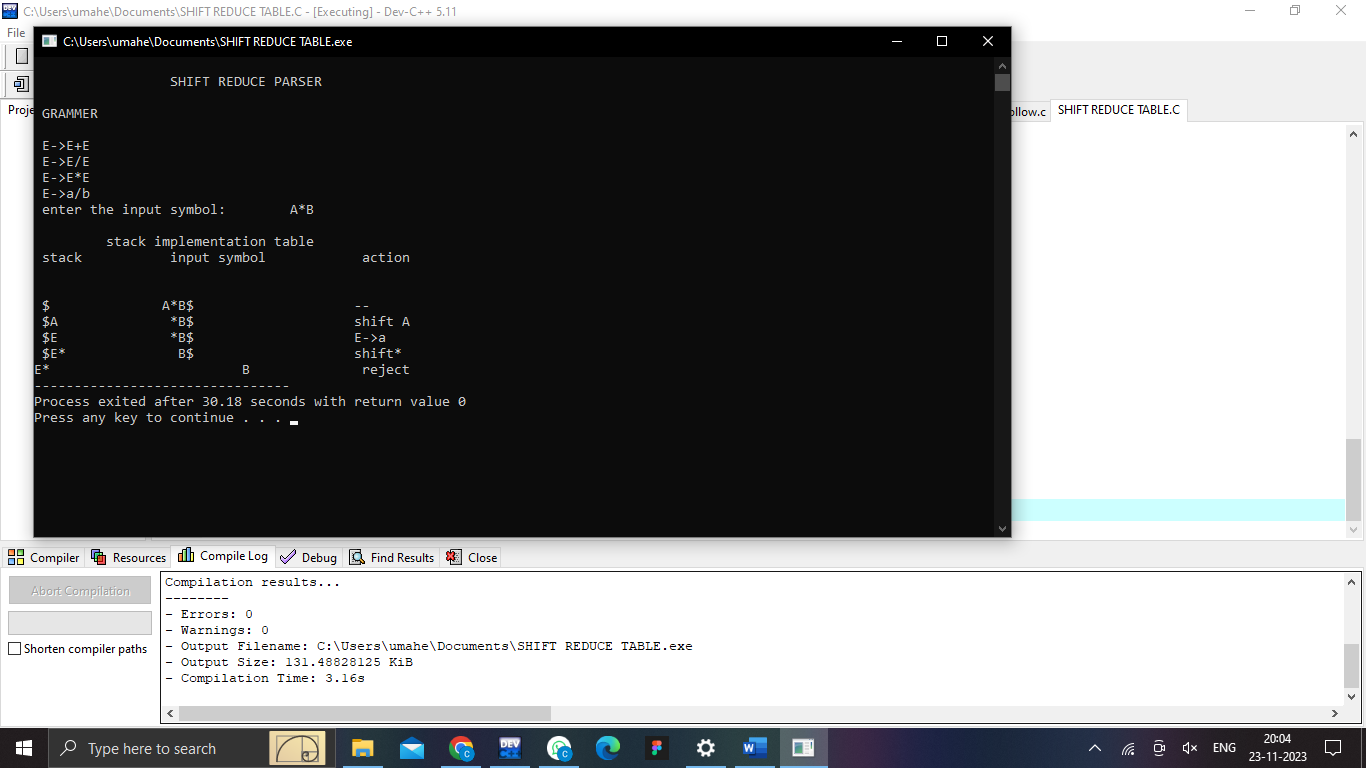 C:\Users\umahe\Documents\SHIFT REDUCE TABLE.C - [Executing] - Dev-C++ 5.11
File
C:\Users\umahe\Documents\SHIFT REDUCE TABLE.exe
SHIFT REDUCE PARSER
GRAMMER
E->E+E
E->E/E
E->E*E
E->a/b
enter the input symbol: A*B
stack implementation table
stack input symbol action
$ A*B$ --
$A *B$ shift A
$E *B$ E->a
$E* B$ shift*
E* B reject
--------------------------------
Process exited after 30.18 seconds with return value 0
Press any key to continue . . .
Proje
ollow.c SHIFT REDUCE TABLE.C
Compiler Resources Compile Log Debug Find Results Close
Abort Compilation
Shorten compiler paths
Compilation results...
--------
- Errors: 0
- Warnings: 0
- Output Filename: C:\Users\umahe\Documents\SHIFT REDUCE TABLE.exe
- Output Size: 131.48828125 KiB
- Compilation Time: 3.16s
Type here to search
DEV
ENG
20:04
23-11-2023